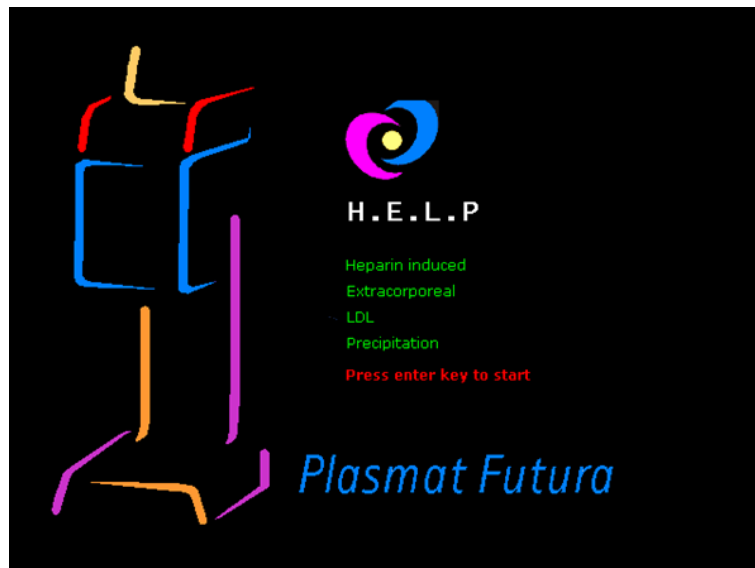 H.E.L.P
Heparin induced
Extracorporeal
LDL
Precipitation
Press enter key to start
Plasmat Futura